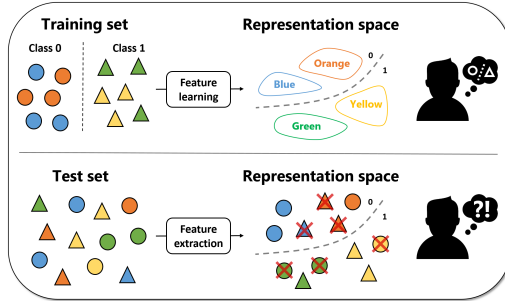 Training set
Representation space
Class 0
Class 1
Feature
learning
Orange
Blue
Yellow
Green
0
1
Test set
Representation space
Feature
extraction
0
1
?!